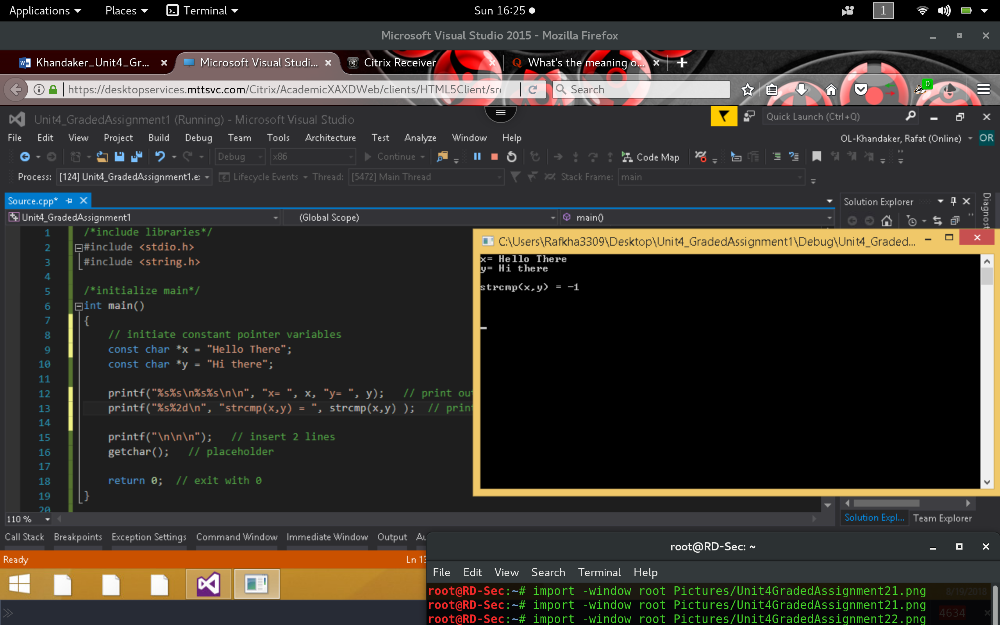 Applications Places Terminal Sun 16:25 1
Microsoft Visual Studio 2015 - Mozilla Firefox
Khandaker_Unit4_Gr... Microsoft Visual Studi... Citrix Receiver What's the meaning o...
https://desktopservices.mttsvc.com/Citrix/AcademicXAXDWeb/clients/HTML5Client/src Search 0
Unit4_GradedAssignment1 (Running) - Microsoft Visual Studio Quick Launch (Ctrl+Q)
File Edit View Project Build Debug Team Tools Architecture Test Analyze Window Help OL-Khandaker, Rafat (Online) OR
Debug x86 Continue Code Map
Process: [124] Unit4_GradedAssignment1.e Lifecycle Events Thread: [5472] Main Thread Stack Frame: main
Source.cpp* Solution Explorer Diagnost
Unit4_GradedAssignment1 (Global Scope) main()
1 /*include libraries*/
2 #include <stdio.h>
3 #include <string.h>
4
5 /*initialize main*/
6 int main()
7 {
8 // initiate constant pointer variables
9 const char *x = "Hello There";
10 const char *y = "Hi there";
11
12 printf("%s%s\n%s%s\n\n", "x= ", x, "y= ", y); // print ou
13 printf("%s%2d\n", "strcmp(x,y) = ", strcmp(x,y) ); // prin
14
15 printf("\n\n\n"); // insert 2 lines
16 getchar(); // placeholder
17
18 return 0; // exit with 0
19 }
20
C:\Users\Rafkha3309\Desktop\Unit4_GradedAssignment1\Debug\Unit4_Graded...
x= Hello There
y= Hi there
strcmp(x,y) = -1
110 % Solution Expl... Team Explorer
Call Stack Breakpoints Exception Settings Command Window Immediate Window Output Au
Ready Ln 13
root@RD-Sec: ~
File Edit View Search Terminal Help
root@RD-Sec:~# import -window root Pictures/Unit4GradedAssignment21.png 8/19/2018
root@RD-Sec:~# import -window root Pictures/Unit4GradedAssignment21.png
root@RD-Sec:~# import -window root Pictures/Unit4GradedAssignment22.png 4634